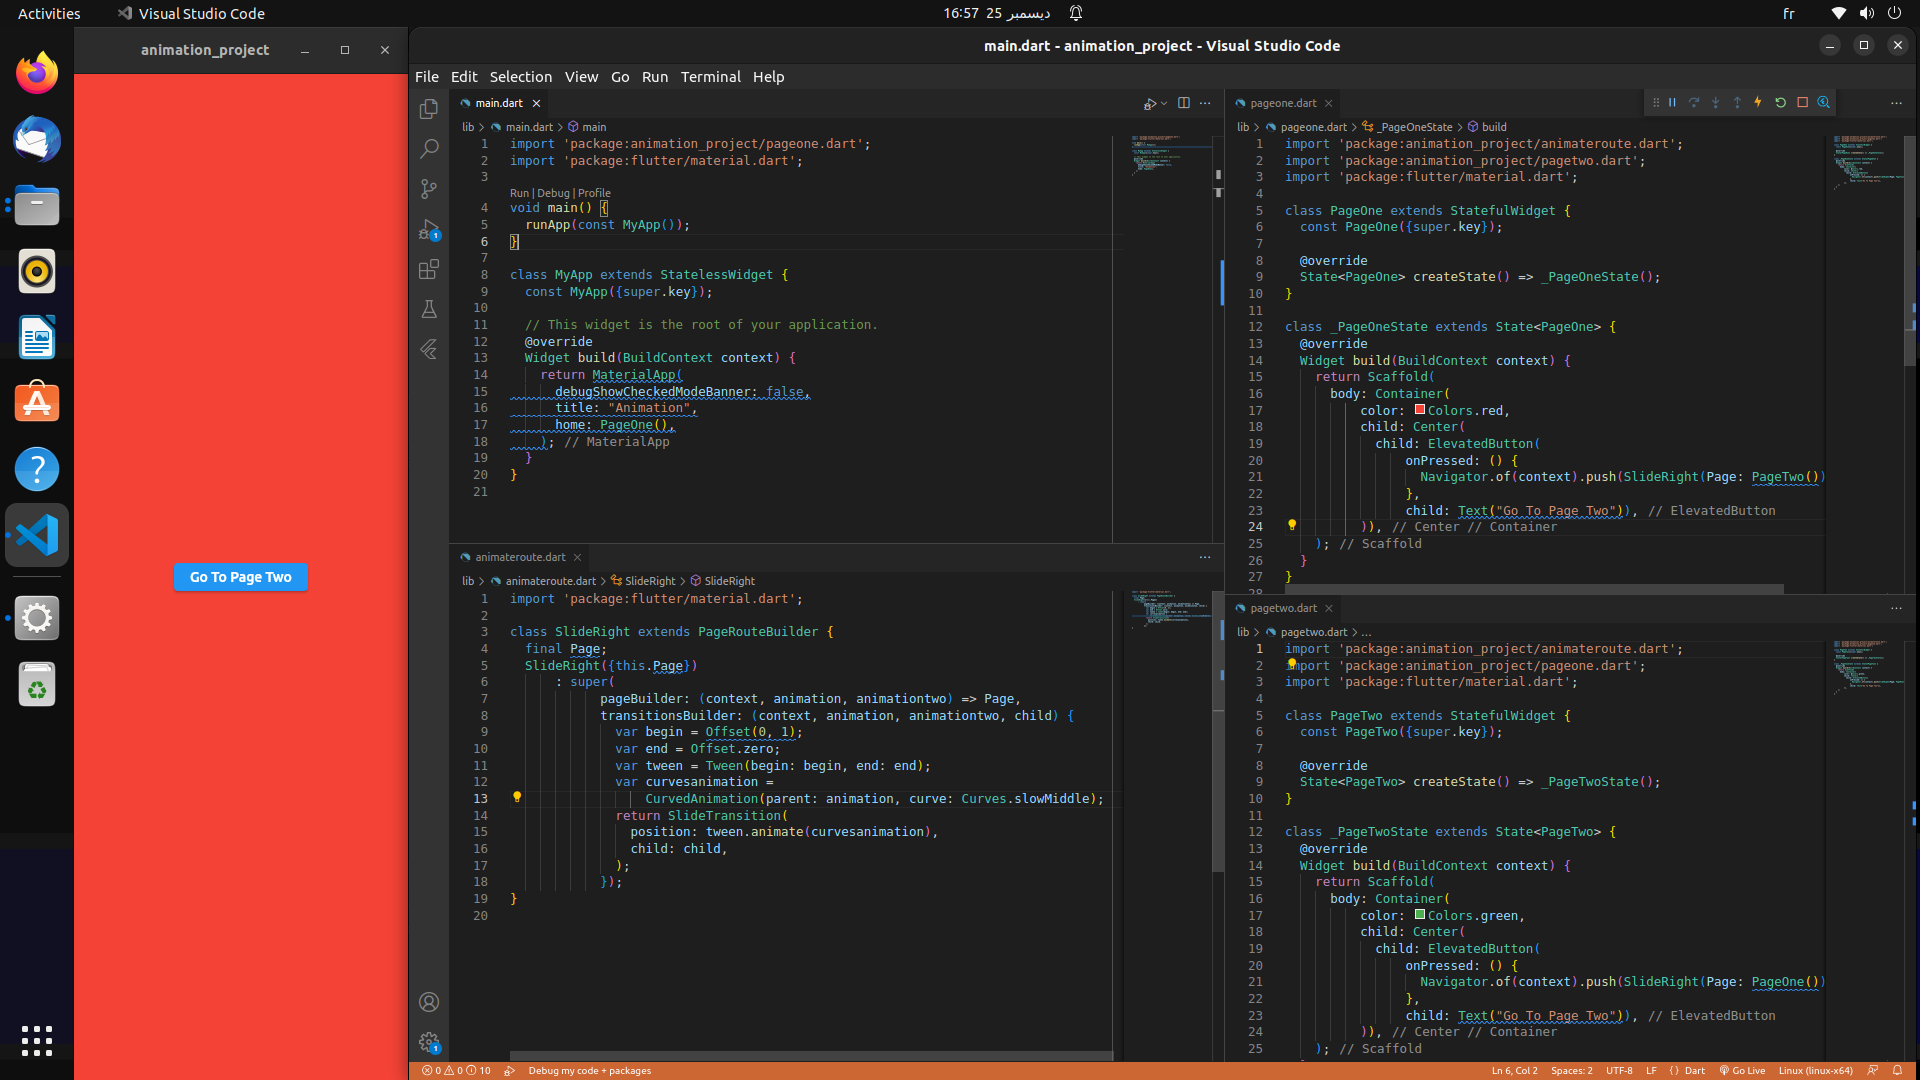 Activities
Visual Studio Code
16:57 25 ديسمبر
fr
animation_project
Go To Page Two
main.dart - animation_project - Visual Studio Code
File Edit Selection View Go Run Terminal Help
main.dart
lib > main.dart > main
1 import 'package:animation_project/pageone.dart';
2 import 'package:flutter/material.dart';
3
Run | Debug | Profile
4 void main() {
5 runApp(const MyApp());
6 }
7
8 class MyApp extends StatelessWidget {
9 const MyApp({super.key});
10
11 // This widget is the root of your application.
12 @override
13 Widget build(BuildContext context) {
14 return MaterialApp(
15 debugShowCheckedModeBanner: false,
16 title: "Animation",
17 home: PageOne(),
18 ); // MaterialApp
19 }
20 }
21
animateroute.dart
lib > animateroute.dart > SlideRight > SlideRight
1 import 'package:flutter/material.dart';
2
3 class SlideRight extends PageRouteBuilder {
4 final Page;
5 SlideRight({this.Page})
6 : super(
7 pageBuilder: (context, animation, animationtwo) => Page,
8 transitionsBuilder: (context, animation, animationtwo, child) {
9 var begin = Offset(0, 1);
10 var end = Offset.zero;
11 var tween = Tween(begin: begin, end: end);
12 var curvesanimation =
13 CurvedAnimation(parent: animation, curve: Curves.slowMiddle);
14 return SlideTransition(
15 position: tween.animate(curvesanimation),
16 child: child,
17 );
18 });
19 }
20
pageone.dart
lib > pageone.dart > _PageOneState > build
1 import 'package:animation_project/animateroute.dart';
2 import 'package:animation_project/pagetwo.dart';
3 import 'package:flutter/material.dart';
4
5 class PageOne extends StatefulWidget {
6 const PageOne({super.key});
7
8 @override
9 State<PageOne> createState() => _PageOneState();
10 }
11
12 class _PageOneState extends State<PageOne> {
13 @override
14 Widget build(BuildContext context) {
15 return Scaffold(
16 body: Container(
17 color: Colors.red,
18 child: Center(
19 child: ElevatedButton(
20 onPressed: () {
21 Navigator.of(context).push(SlideRight(Page: PageTwo())
22 },
23 child: Text("Go To Page Two")), // ElevatedButton
24 )), // Center // Container
25 ); // Scaffold
26 }
27 }
28
pagetwo.dart
lib > pagetwo.dart > ...
1 import 'package:animation_project/animateroute.dart';
2 import 'package:animation_project/pageone.dart';
3 import 'package:flutter/material.dart';
4
5 class PageTwo extends StatefulWidget {
6 const PageTwo({super.key});
7
8 @override
9 State<PageTwo> createState() => _PageTwoState();
10 }
11
12 class _PageTwoState extends State<PageTwo> {
13 @override
14 Widget build(BuildContext context) {
15 return Scaffold(
16 body: Container(
17 color: Colors.green,
18 child: Center(
19 child: ElevatedButton(
20 onPressed: () {
21 Navigator.of(context).push(SlideRight(Page: PageOne())
22 },
23 child: Text("Go To Page Two")), // ElevatedButton
24 )), // Center // Container
25 ); // Scaffold
0 0 10 Debug my code + packages
Ln 6, Col 2 Spaces: 2 UTF-8 LF {} Dart Go Live Linux (linux-x64)